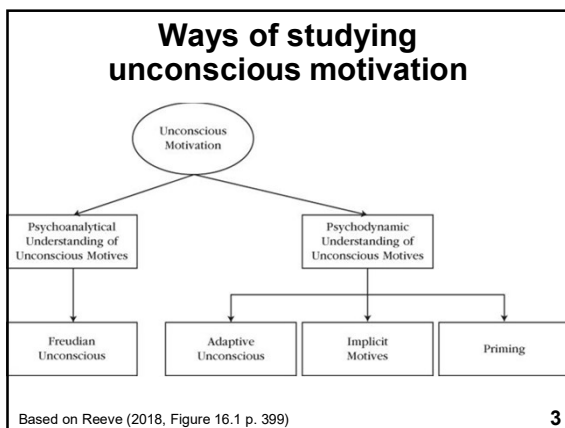 Ways of studying
unconscious motivation
Unconscious
Motivation
Psychoanalytical
Understanding of
Unconscious Motives
Psychodynamic
Understanding of
Unconscious Motives
Freudian
Unconscious
Adaptive
Unconscious
Implicit
Motives
Priming
Based on Reeve (2018, Figure 16.1 p. 399)
3